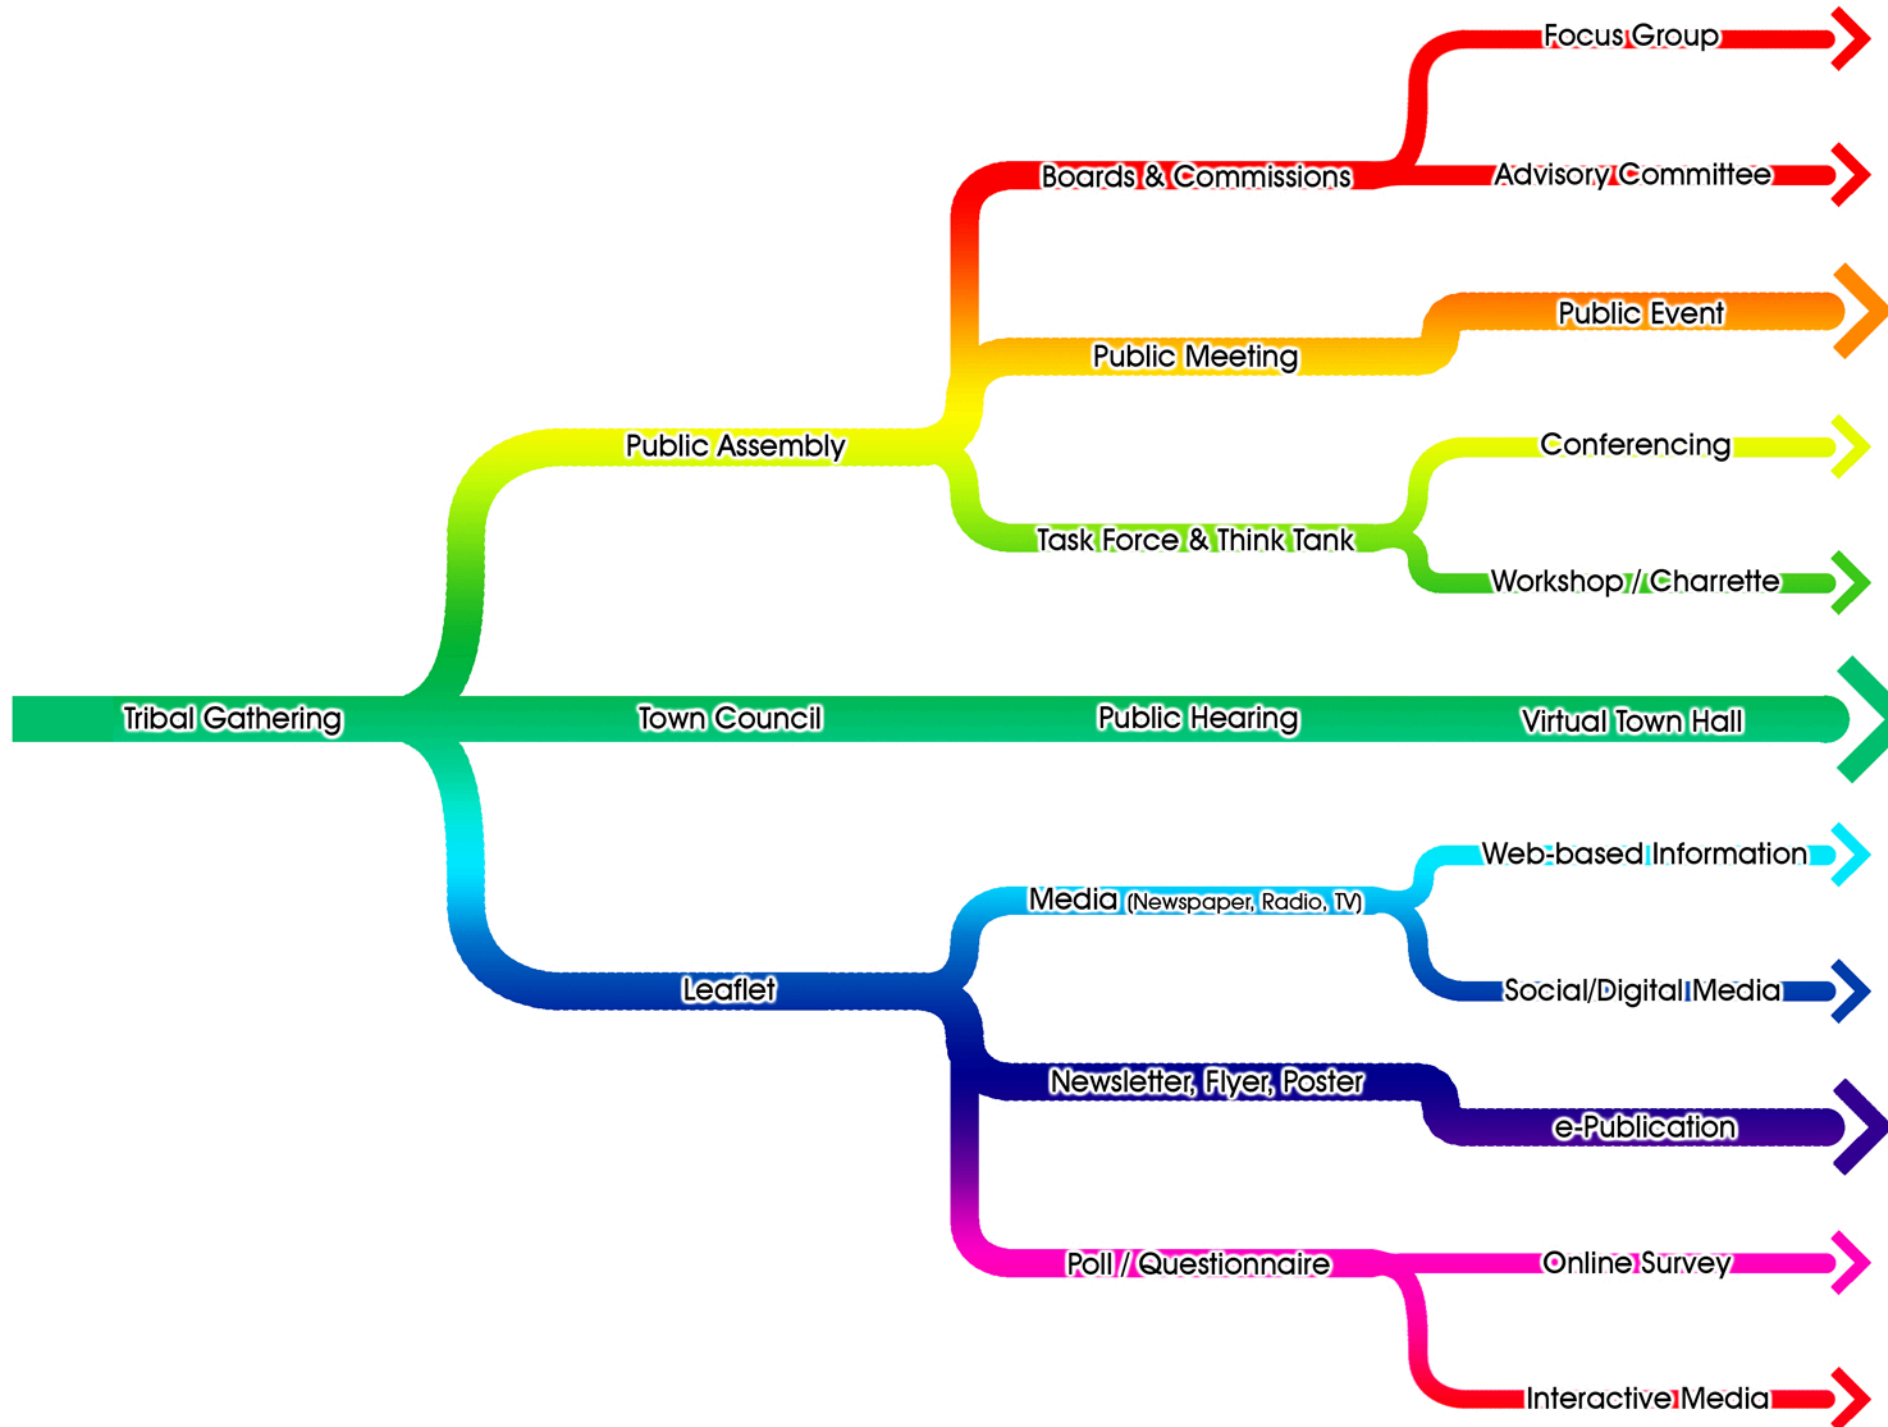 Focus Group
Boards & Commissions
Advisory Committee
Public Event
Public Meeting
Public Assembly
Conferencing
Task Force & Think Tank
Workshop / Charrette
Tribal Gathering
Town Council
Public Hearing
Virtual Town Hall
Web-based Information
Media (Newspaper, Radio, TV)
Leaflet
Social/Digital Media
Newsletter, Flyer, Poster
e-Publication
Poll / Questionnaire
Online Survey
Interactive Media